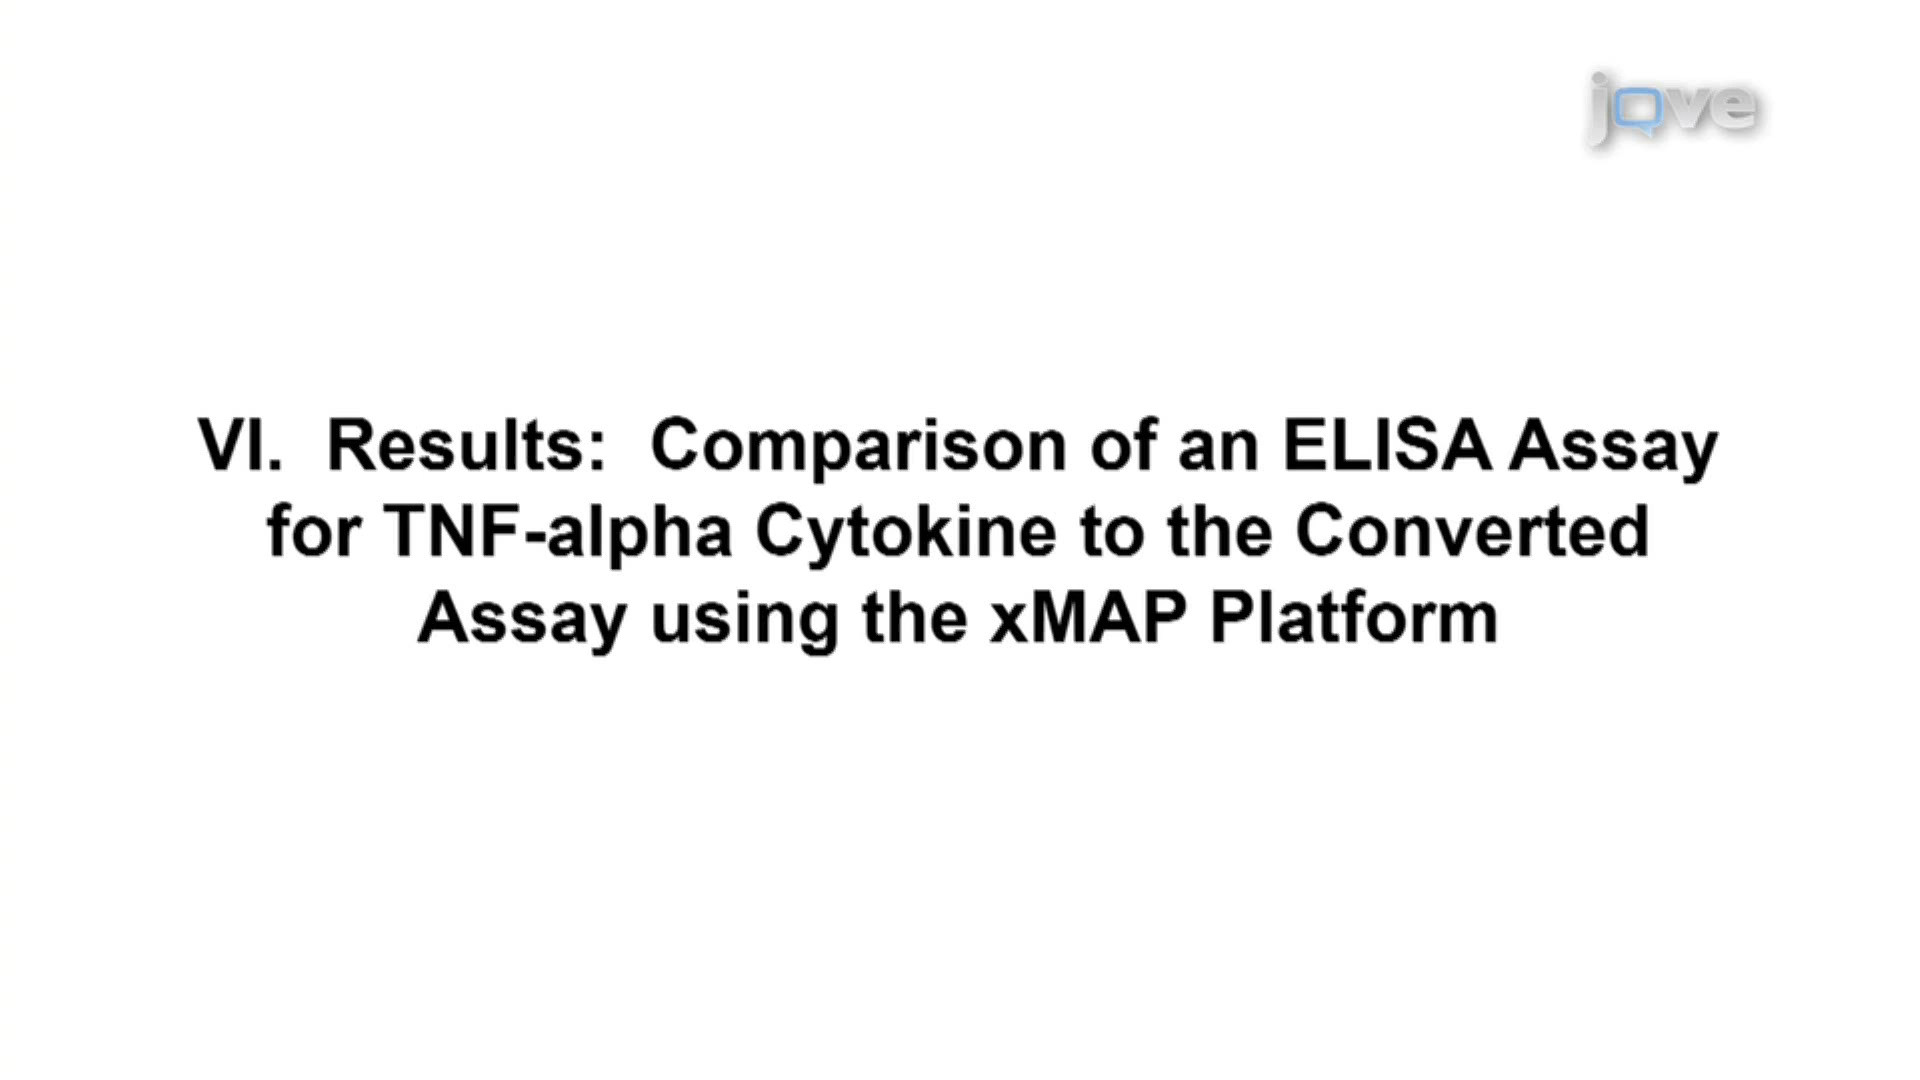 jove
VI.  Results:  Comparison of an ELISA Assay
for TNF-alpha Cytokine to the Converted
Assay using the xMAP Platform